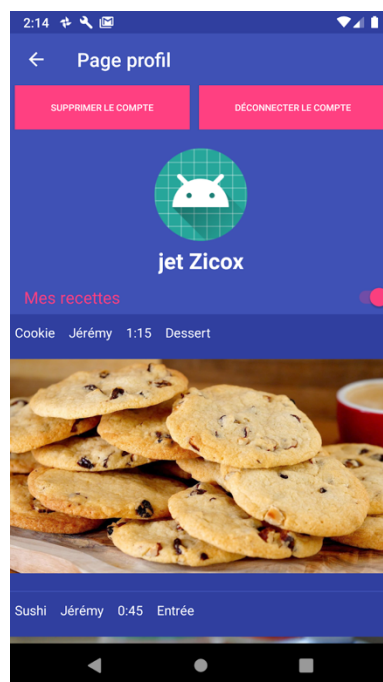 2:14
Page profil
SUPPRIMER LE COMPTE DÉCONNECTER LE COMPTE
jet Zicox
Mes recettes
Cookie Jérémy 1:15 Dessert
Sushi Jérémy 0:45 Entrée